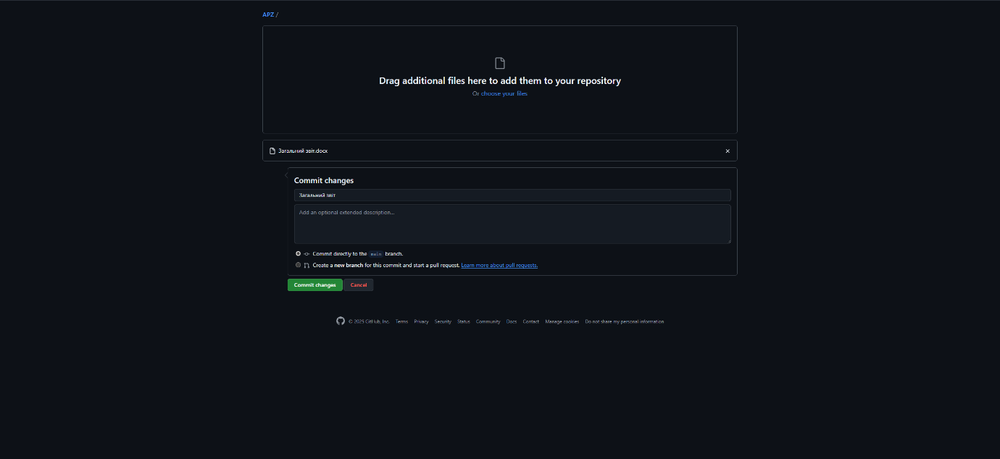 APZ /
Drag additional files here to add them to your repository
Or choose your files
Загальний звіт.docx
Commit changes
Загальний звіт
Add an optional extended description...
Commit directly to the main branch.
Create a new branch for this commit and start a pull request. Learn more about pull requests.
Commit changes Cancel
© 2025 GitHub, Inc. Terms Privacy Security Status Community Docs Contact Manage cookies Do not share my personal information